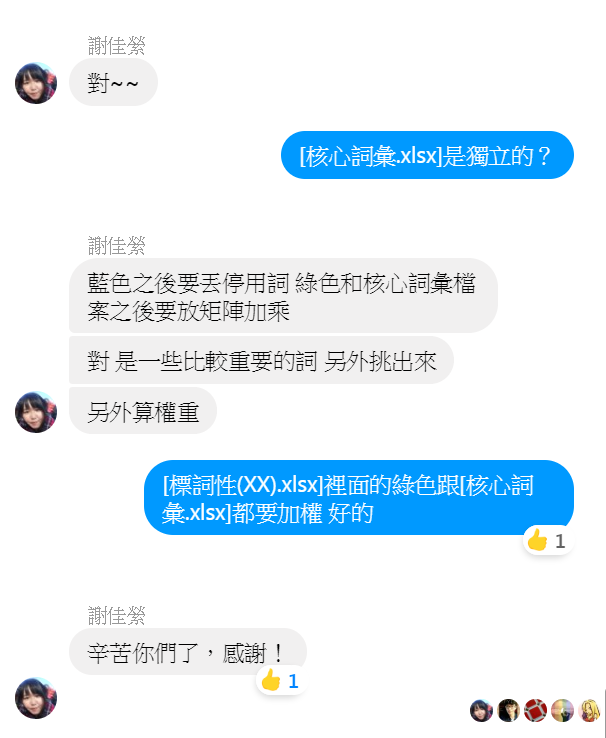 謝佳縈
對~~
[核心詞彙.xlsx]是獨立的？
謝佳縈
藍色之後要丟停用詞 綠色和核心詞彙檔
案之後要放矩陣加乘
對 是一些比較重要的詞 另外挑出來
另外算權重
[標詞性(XX).xlsx]裡面的綠色跟[核心詞
彙.xlsx]都要加權 好的
1
謝佳縈
辛苦你們了，感謝！
1